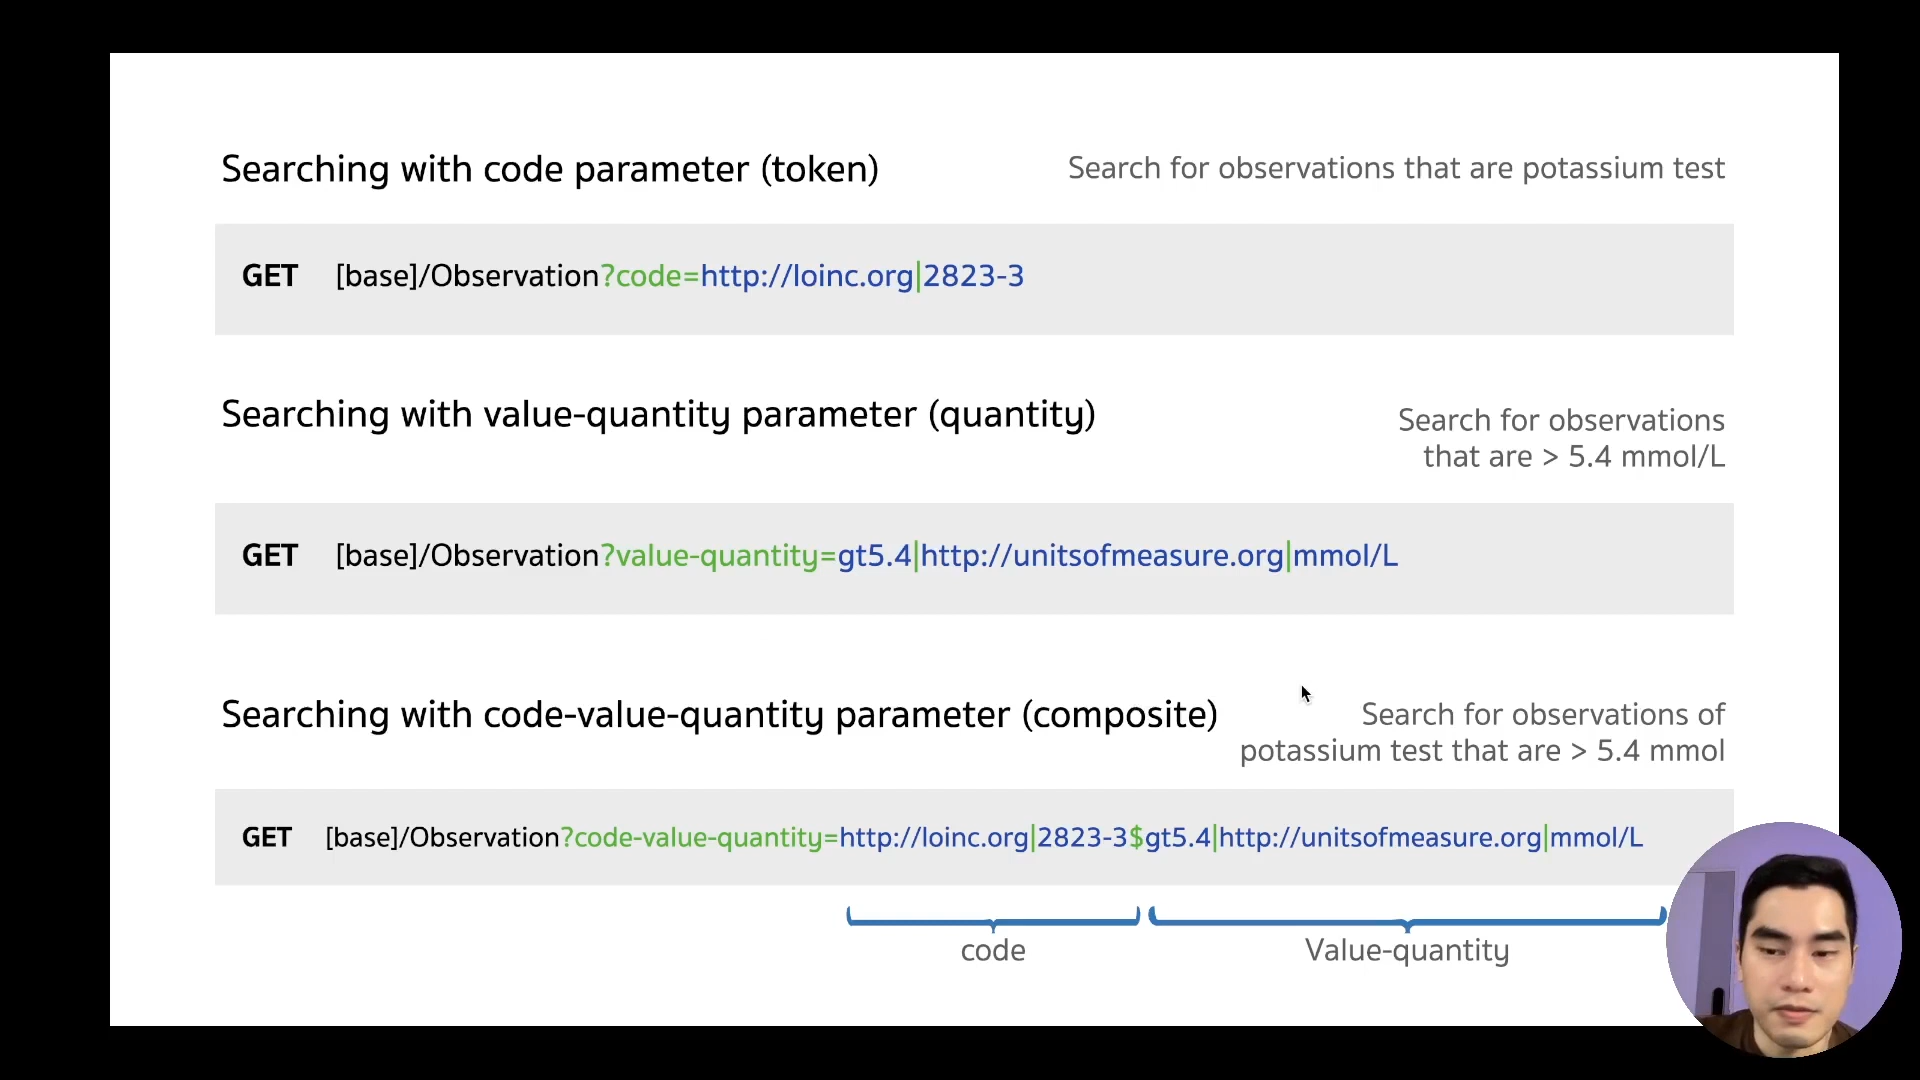 Searching with code parameter (token)
Search for observations that are potassium test
GET [base]/Observation?code=http://loinc.org|2823-3
Searching with value-quantity parameter (quantity)
Search for observations
that are > 5.4 mmol/L
GET [base]/Observation?value-quantity=gt5.4|http://unitsofmeasure.org|mmol/L
Searching with code-value-quantity parameter (composite)
Search for observations of
potassium test that are > 5.4 mmol
GET [base]/Observation?code-value-quantity=http://loinc.org|2823-3$gt5.4|http://unitsofmeasure.org|mmol/L
code
Value-quantity